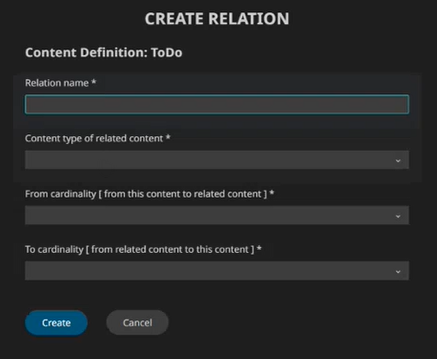 CREATE RELATION
Content Definition: ToDo
Relation name *
Content type of related content *
From cardinality [ from this content to related content ] *
To cardinality [ from related content to this content ] *
Create Cancel